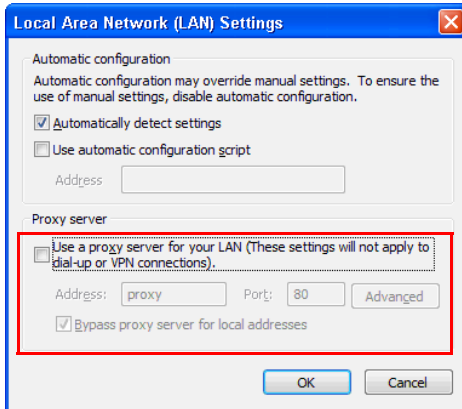 Local Area Network (LAN) Settings
Automatic configuration
Automatic configuration may override manual settings. To ensure the
use of manual settings, disable automatic configuration.
Automatically detect settings
Use automatic configuration script
Address
Proxy server
Use a proxy server for your LAN (These settings will not apply to
dial-up or VPN connections).
Address: proxy Port: 80 Advanced
Bypass proxy server for local addresses
OK Cancel